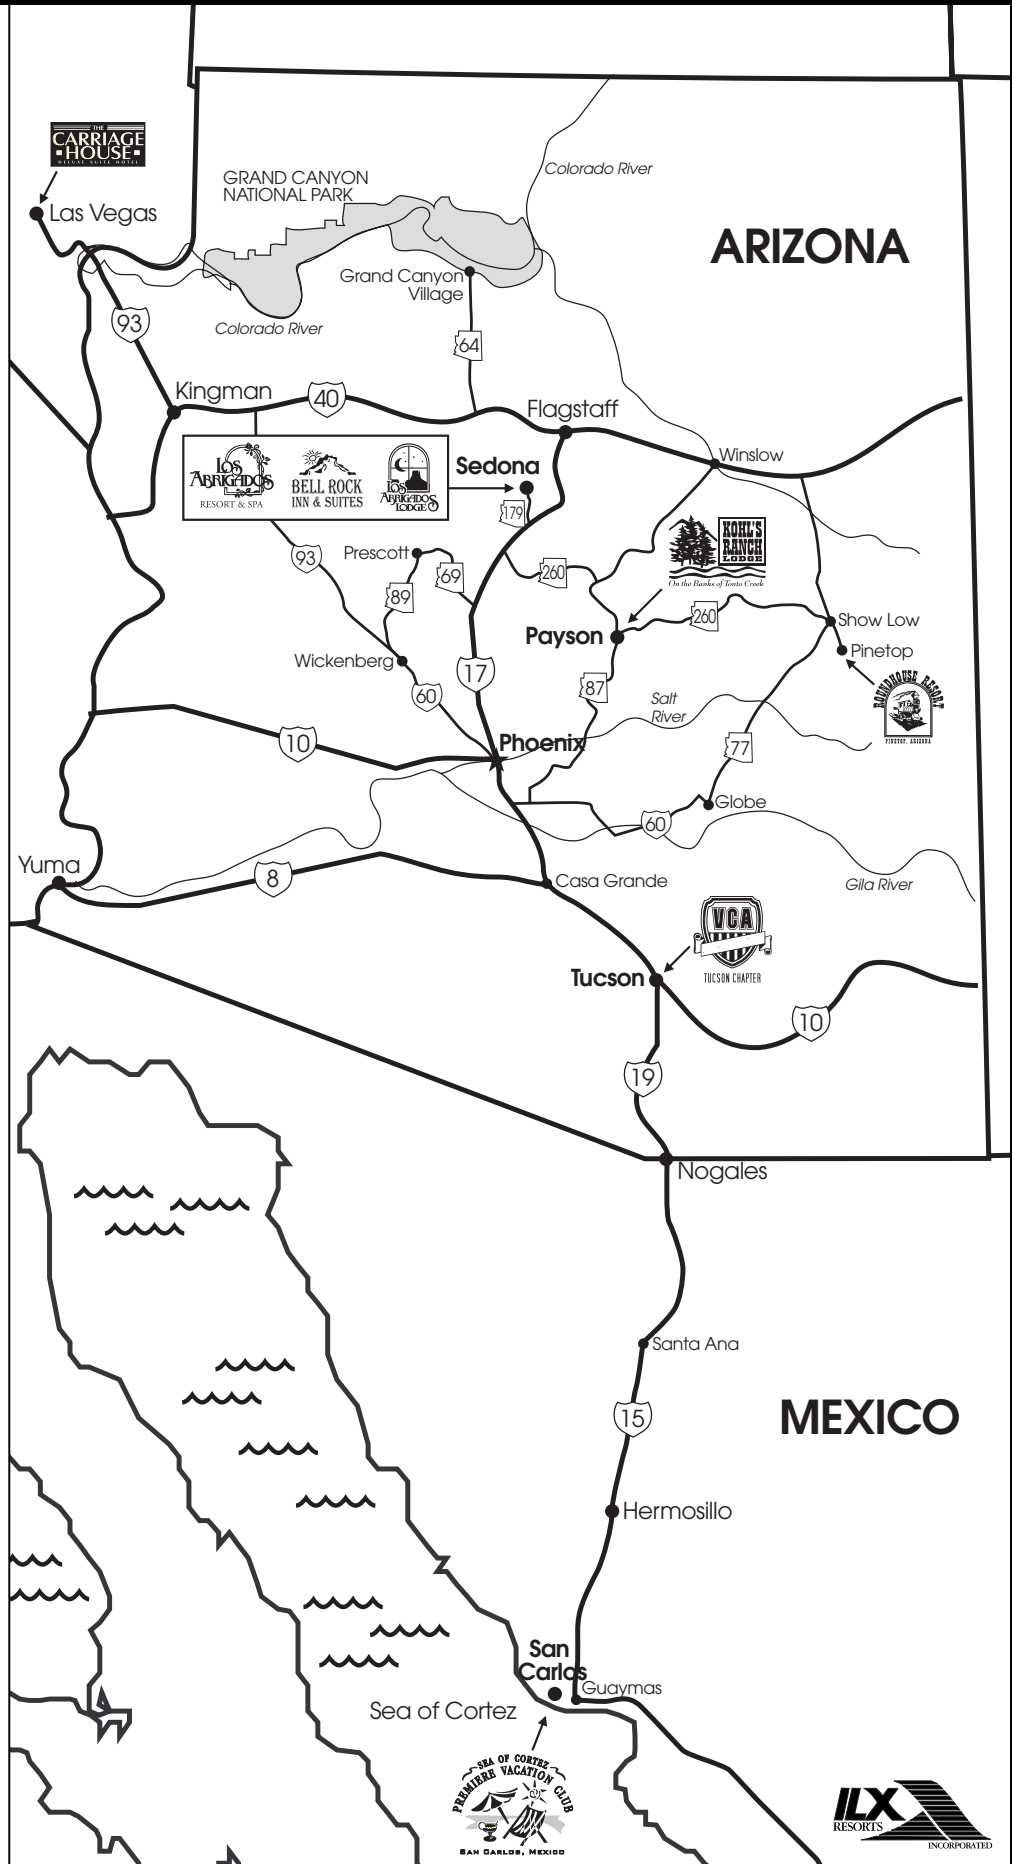 THE
CARRIAGE
HOUSE
DELUXE SUITE HOTEL
Las Vegas
GRAND CANYON
NATIONAL PARK
Colorado River
ARIZONA
Grand Canyon
Village
Colorado River
93
64
Kingman
40
Flagstaff
Winslow
LOS
ABRIGADOS
RESORT & SPA
BELL ROCK
INN & SUITES
LOS
ABRIGADOS
LODGE
Sedona
179
KOHL'S
RANCH
LODGE
On the Banks of Tonto Creek
93
Prescott
69
260
89
260
Show Low
Payson
Pinetop
Wickenberg
17
87
60
Salt
River
ROUNDHOUSE RESORT
PINETOP, ARIZONA
10
Phoenix
77
Globe
60
Yuma
8
Casa Grande
Gila River
VCA
TUCSON CHAPTER
Tucson
10
19
Nogales
Santa Ana
15
MEXICO
Hermosillo
San
Carlos
Guaymas
Sea of Cortez
SEA OF CORTEZ
PREMIERE VACATION CLUB
SAN CARLOS, MEXICO
ILX
RESORTS
INCORPORATED